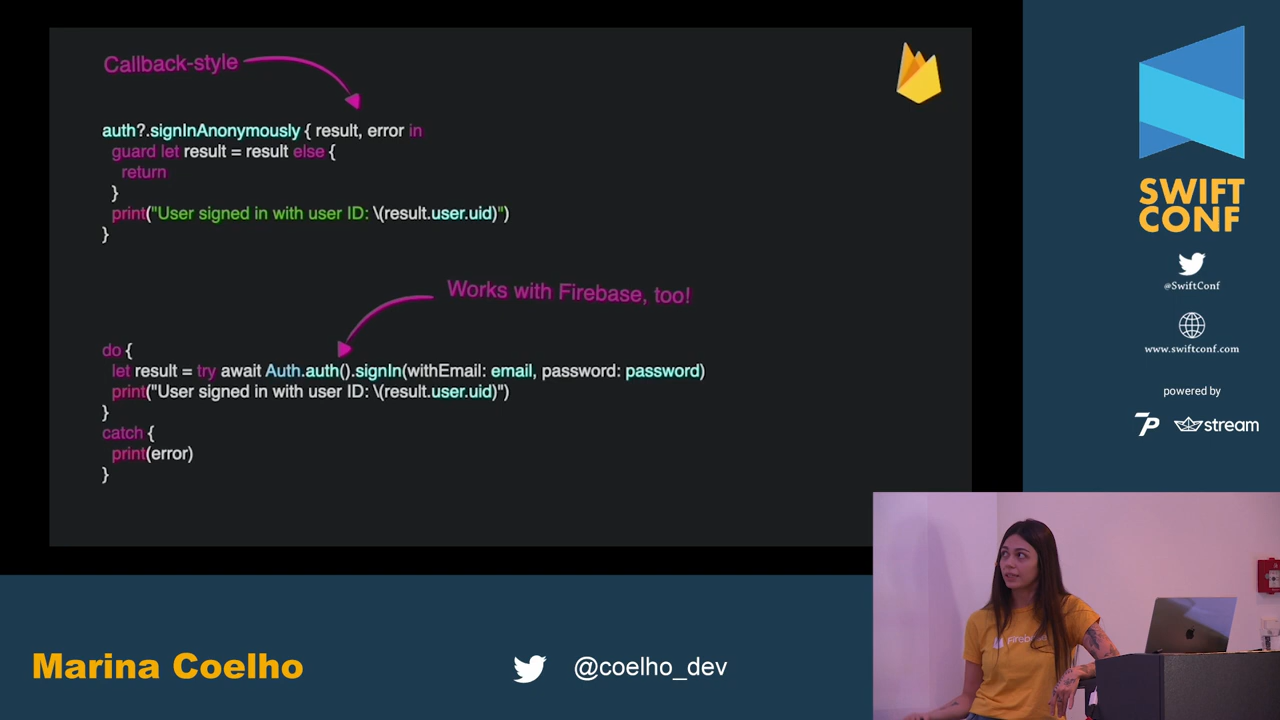 Callback-style
auth?.signInAnonymously { result, error in
guard let result = result else {
return
}
print("User signed in with user ID: \(result.user.uid)")
}
Works with Firebase, too!
do {
let result = try await Auth.auth().signIn(withEmail: email, password: password)
print("User signed in with user ID: \(result.user.uid)")
}
catch {
print(error)
}
SWIFT
CONF
@SwiftConf
www.swiftconf.com
powered by
7P
stream
Firebase
Marina Coelho
@coelho_dev